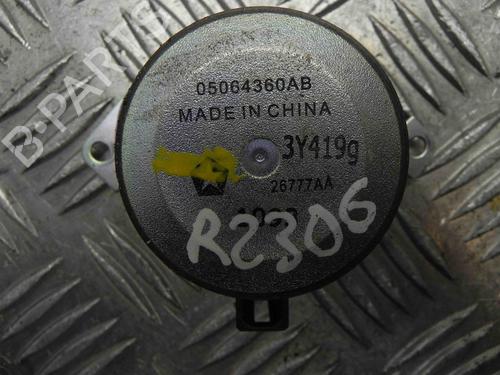 B-PARTS
05064360AB
MADE IN CHINA
3Y419g
26777AA
R2306